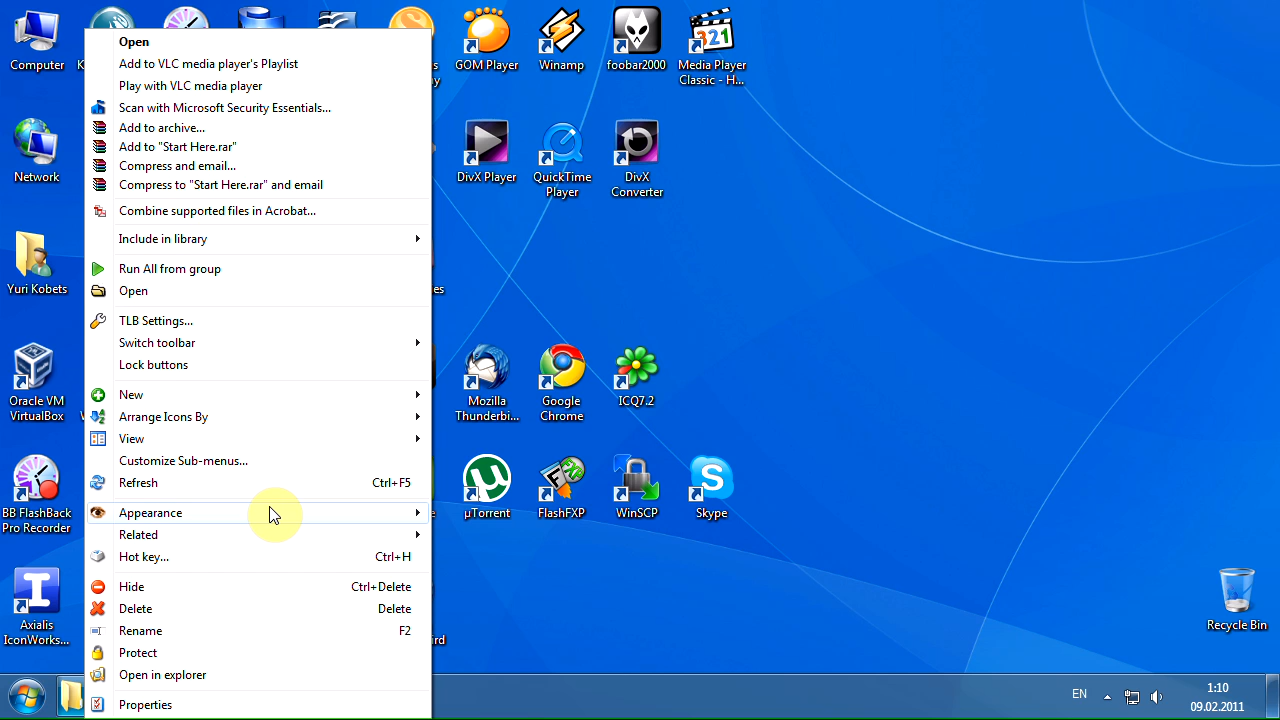 Open
Add to VLC media player's Playlist
Play with VLC media player
Scan with Microsoft Security Essentials...
Add to archive...
Add to "Start Here.rar"
Compress and email...
Compress to "Start Here.rar" and email
Combine supported files in Acrobat...
Include in library
Run All from group
Open
TLB Settings...
Switch toolbar
Lock buttons
New
Arrange Icons By
View
Customize Sub-menus...
Refresh Ctrl+F5
Appearance
Related
Hot key... Ctrl+H
Hide Ctrl+Delete
Delete Delete
Rename F2
Protect
Open in explorer
Properties
Computer
Network
Yuri Kobets
Oracle VM
VirtualBox
BB FlashBack
Pro Recorder
Axialis
IconWorks...
GOM Player
Winamp
foobar2000
Media Player
Classic - H...
321
DivX Player
QuickTime
Player
DivX
Converter
Mozilla
Thunderbi...
Google
Chrome
ICQ7.2
µTorrent
FlashFXP
FXP
WinSCP
Skype
Recycle Bin
EN
1:10
09.02.2011